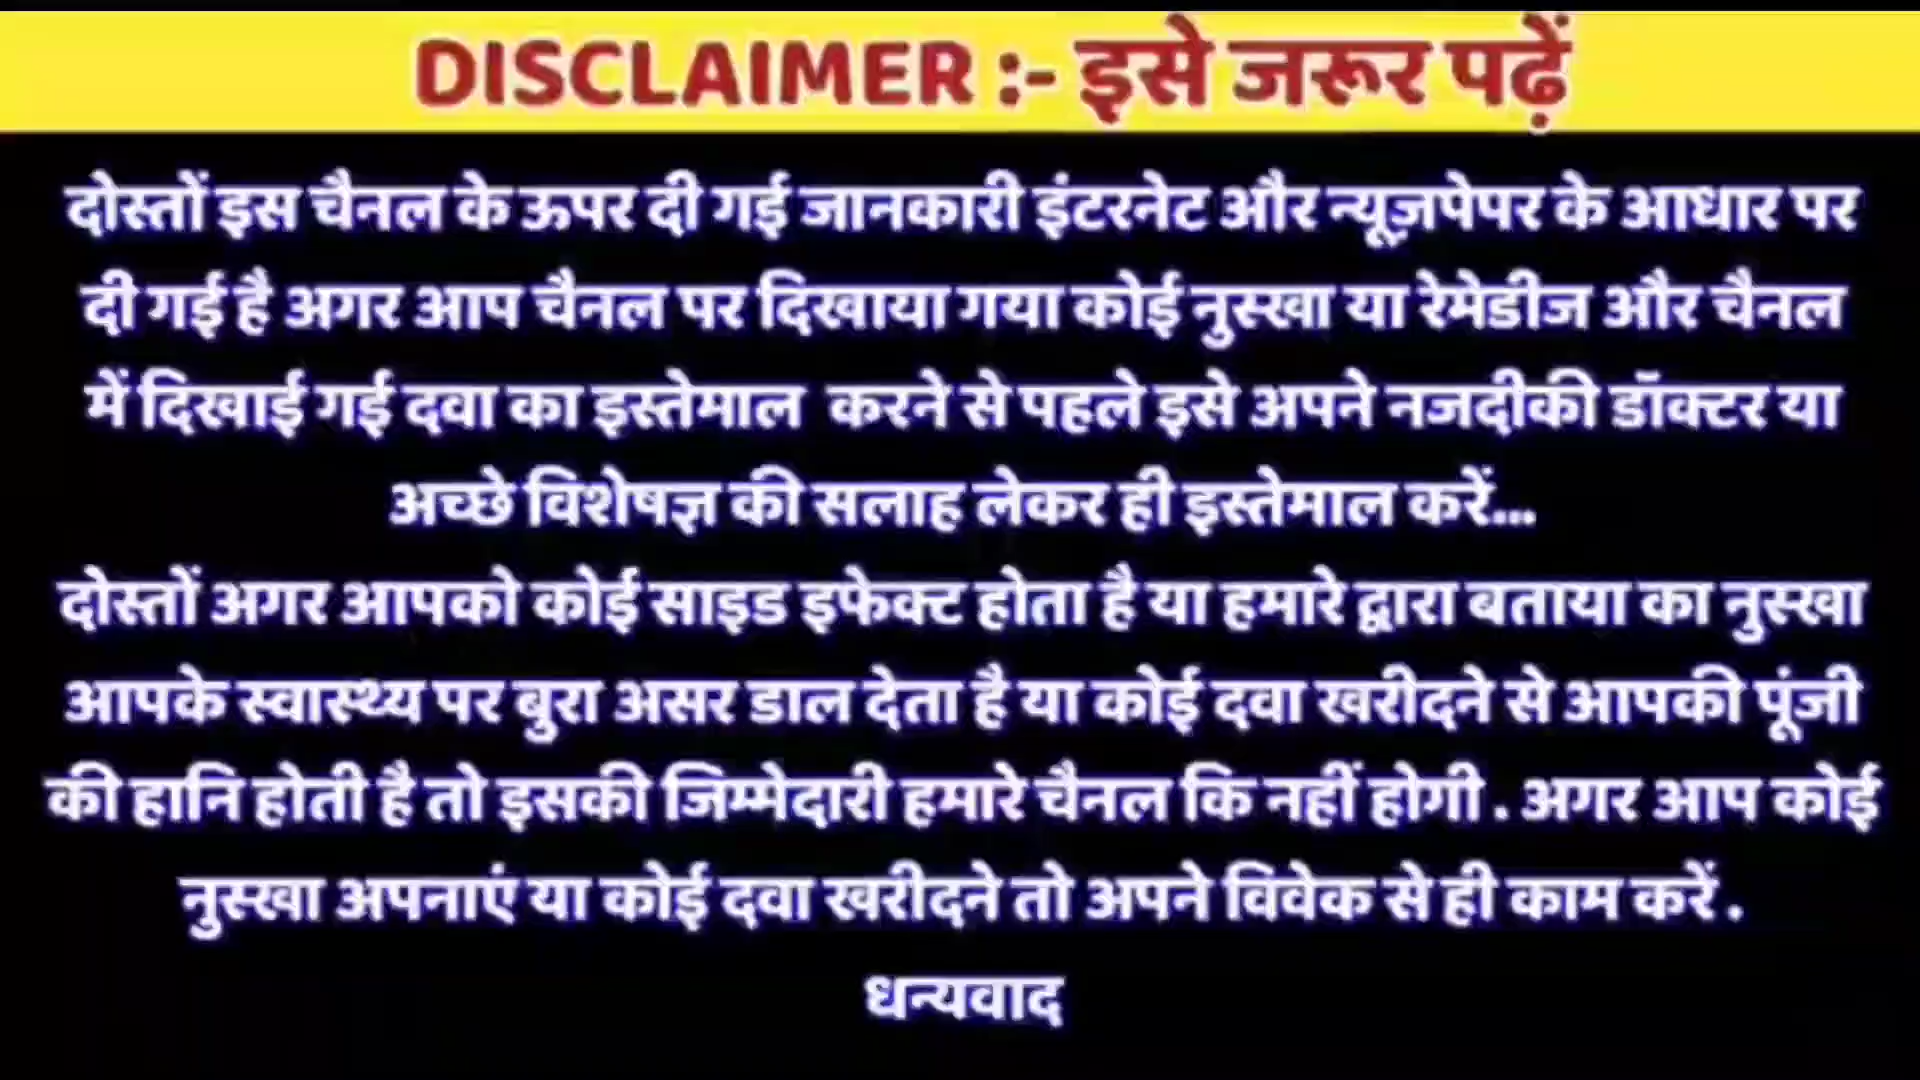 DISCLAIMER :- इसे जरूर पढ़ें
दोस्तों इस चैनल के ऊपर दी गई जानकारी इंटरनेट और न्यूज़पेपर के आधार पर
दी गई है अगर आप चैनल पर दिखाया गया कोई नुस्खा या रेमेडीज और चैनल
में दिखाई गई दवा का इस्तेमाल करने से पहले इसे अपने नजदीकी डॉक्टर या
अच्छे विशेषज्ञ की सलाह लेकर ही इस्तेमाल करें...
दोस्तों अगर आपको कोई साइड इफेक्ट होता है या हमारे द्वारा बताया का नुस्खा
आपके स्वास्थ्य पर बुरा असर डाल देता है या कोई दवा खरीदने से आपकी पूंजी
की हानि होती है तो इसकी जिम्मेदारी हमारे चैनल कि नहीं होगी . अगर आप कोई
नुस्खा अपनाएं या कोई दवा खरीदने तो अपने विवेक से ही काम करें .
धन्यवाद